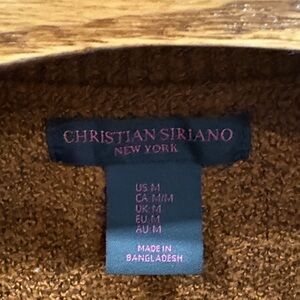 CHRISTIAN SIRIANO
NEW YORK
US: M
CA: M/M
UK: M
EU: M
AU: M
MADE IN
BANGLADESH